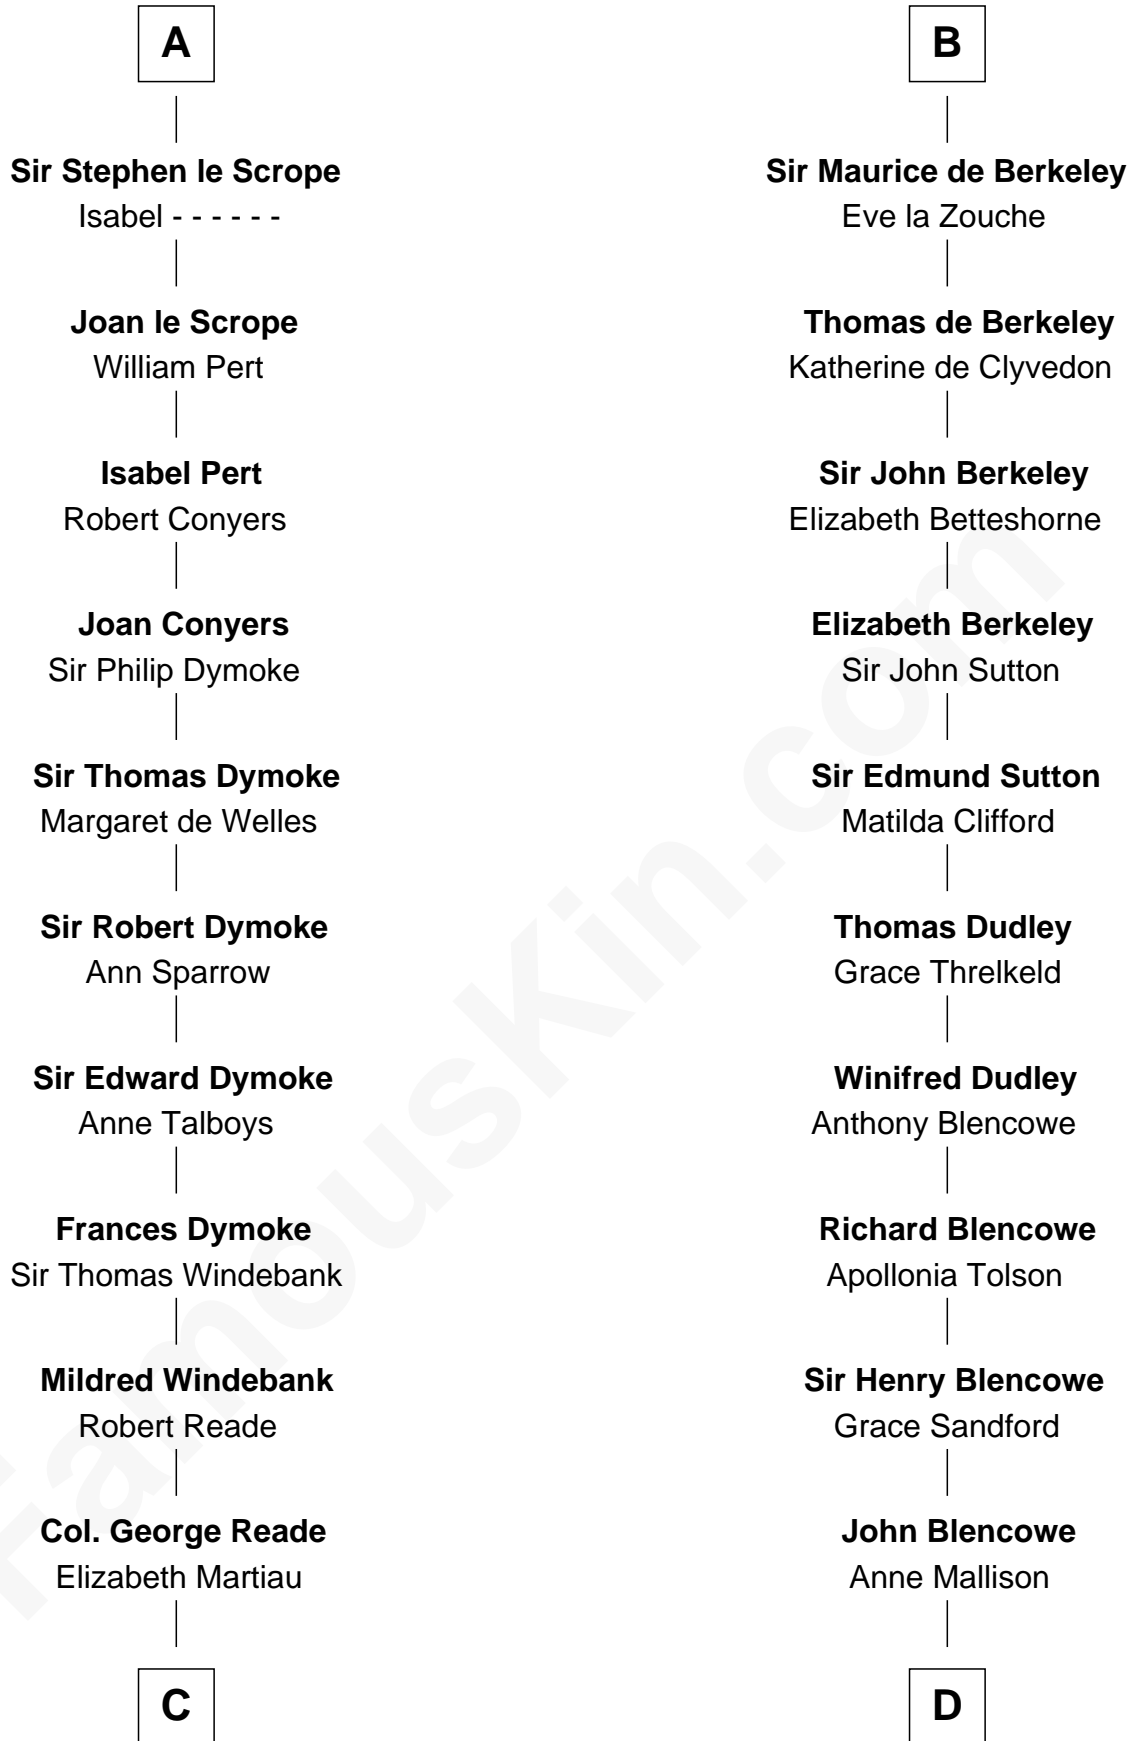 A
Sir Stephen le Scrope
Isabel - - - - - -
Joan le Scrope
William Pert
Isabel Pert
Robert Conyers
Joan Conyers
Sir Philip Dymoke
Sir Thomas Dymoke
Margaret de Welles
Sir Robert Dymoke
Ann Sparrow
Sir Edward Dymoke
Anne Talboys
Frances Dymoke
Sir Thomas Windebank
Mildred Windebank
Robert Reade
Col. George Reade
Elizabeth Martiau
C
B
Sir Maurice de Berkeley
Eve la Zouche
Thomas de Berkeley
Katherine de Clyvedon
Sir John Berkeley
Elizabeth Betteshorne
Elizabeth Berkeley
Sir John Sutton
Sir Edmund Sutton
Matilda Clifford
Thomas Dudley
Grace Threlkeld
Winifred Dudley
Anthony Blencowe
Richard Blencowe
Apollonia Tolson
Sir Henry Blencowe
Grace Sandford
John Blencowe
Anne Mallison
D
FamousKin.com